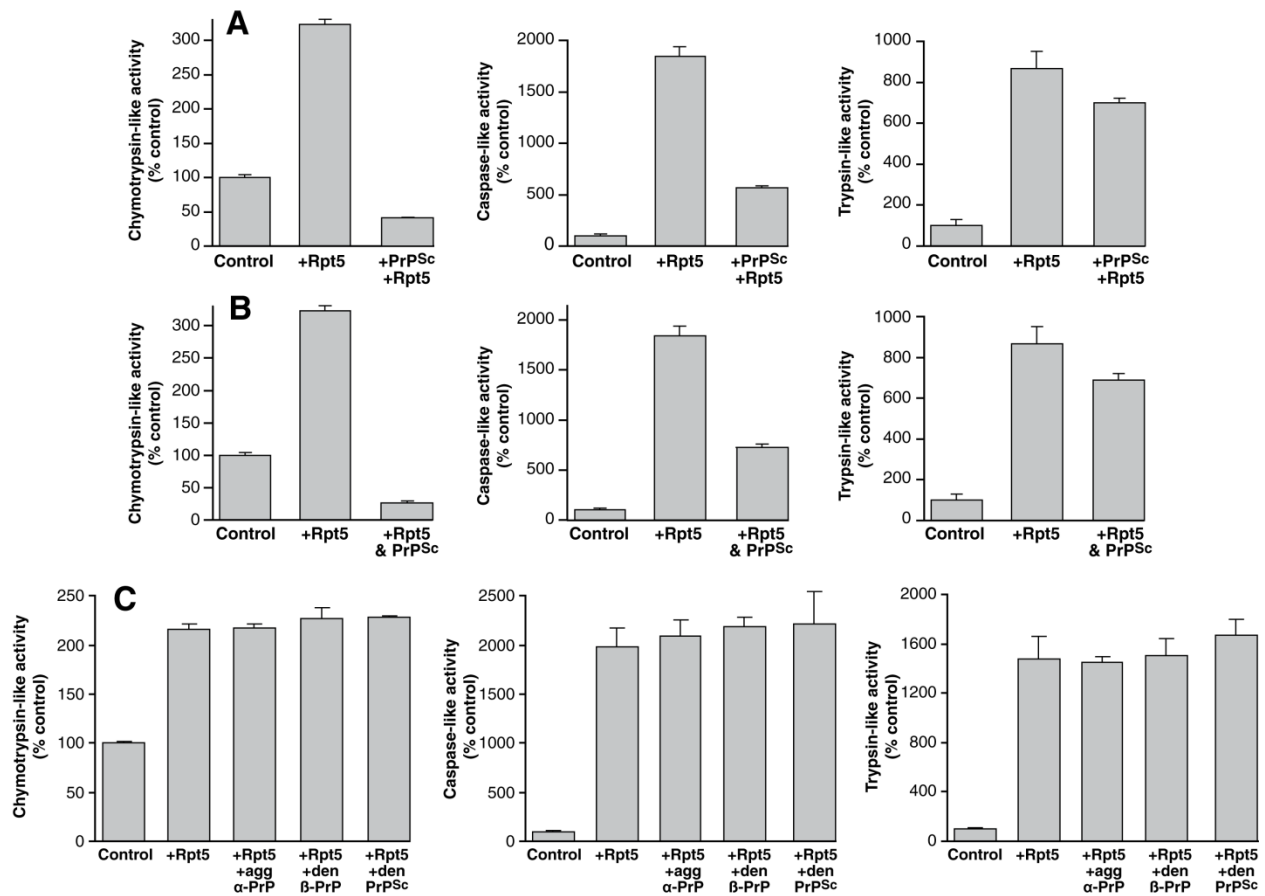 A
Chymotrypsin-like activity
(% control)
300
250
200
150
100
50
0
Control
+Rpt5
+PrPSc
+Rpt5
Caspase-like activity
(% control)
2000
1500
1000
500
0
Control
+Rpt5
+PrPSc
+Rpt5
Trypsin-like activity
(% control)
1000
800
600
400
200
0
Control
+Rpt5
+PrPSc
+Rpt5
B
Chymotrypsin-like activity
(% control)
300
250
200
150
100
50
0
Control
+Rpt5
+Rpt5
& PrPSc
Caspase-like activity
(% control)
2000
1500
1000
500
0
Control
+Rpt5
+Rpt5
& PrPSc
Trypsin-like activity
(% control)
1000
800
600
400
200
0
Control
+Rpt5
+Rpt5
& PrPSc
C
Chymotrypsin-like activity
(% control)
250
200
150
100
50
0
Control
+Rpt5
+Rpt5
+agg
α-PrP
+Rpt5
+den
ß-PrP
+Rpt5
+den
PrPSc
Caspase-like activity
(% control)
2500
2000
1500
1000
500
0
Control
+Rpt5
+Rpt5
+agg
α-PrP
+Rpt5
+den
ß-PrP
+Rpt5
+den
PrPSc
Trypsin-like activity
(% control)
2000
1600
1200
800
400
0
Control
+Rpt5
+Rpt5
+agg
α-PrP
+Rpt5
+den
ß-PrP
+Rpt5
+den
PrPSc